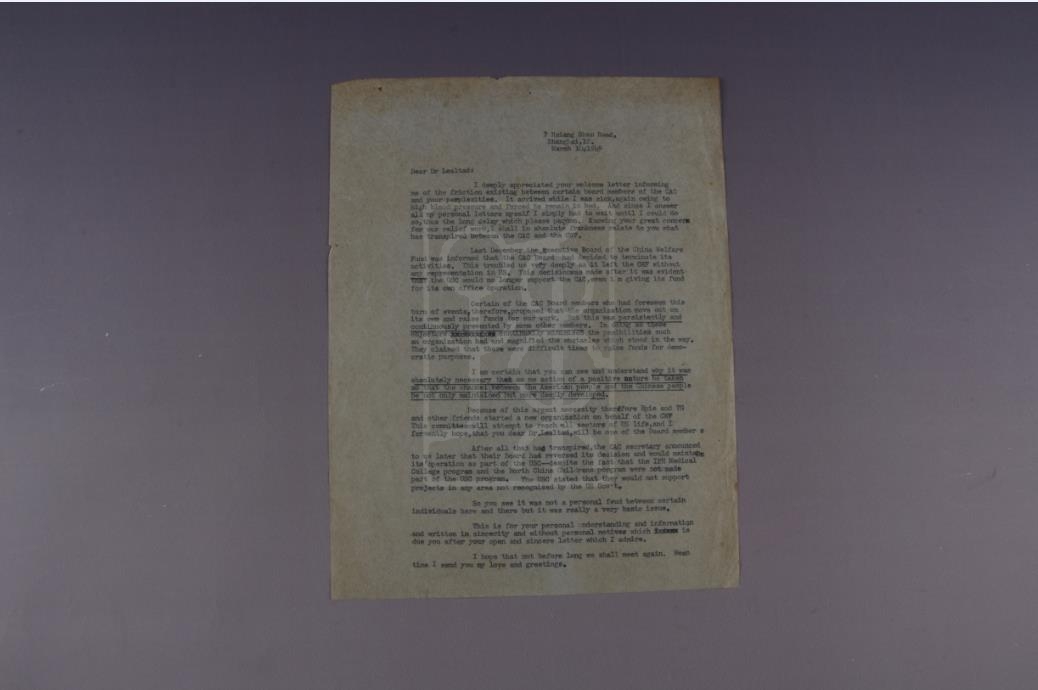 7 Hsiang Shan Road,
Shanghai,12.
March 10,1949
Dear Dr Lealtad:
I deeply appreciated your welcome letter informing
me of the friction existing between certain board members of the CAC
and your perplexities. It arrived while I was sick,again owing to
high blood pressure and forced to remain in bed. And since I answer
all my personal letters myself I simply had to wait until I could do
so,thus the long delay which please pardon. Knowing your great concern
for our relief work,I shall in absolute frankness relate to you what
has transpired between the CAC and the CWF.
Last December the Executive Board of the China Welfare
Fund was informed that the CAC Board had decided to terminate its
activities. This troubled us very deeply as it left the CWF without
any representation in US. This decision was made after it was evident
that the USC would no longer support the CAC,even in giving its fund
for its own office operation.
Certain of the CAC Board members who had foreseen this
turn of events,therefore,proposed that the organization move out on
its own and raise funds for our work. But this was persistently and
continuously prevented by some other members. In doing so these
objectors continually minimized the possibilities such
an organization had and magnified the obstacles which stood in the way.
They claimed that these were difficult times to raise funds for demo-
cratic purposes.
I am certain that you can see and understand why it was
absolutely necessary that some action of a positive nature be taken
so that the channel between the American people and the Chinese people
be not only maintained but more deeply developed.
Because of this urgent necessity therefore Epie and TG
and other friends started a new organization on behalf of the CWF
This committee will attempt to reach all sectors of US life,and I
fervently hope,that you dear Dr.Lealtad,will be one of the Board member s
After all that had transpired,the CAC secretary announced
to us later that their Board had reversed its decision and would maintain
its operation as part of the USC--despite the fact that the IPH Medical
College program and the North China Childrens program were not made
part of the USC program. The USC stated that they would not support
projects in any area not recognized by the US Gov't.
So you see it was not a personal feud between certain
individuals here and there but it was really a very basic issue.
This is for your personal understanding and information
and written in sincerity and without personal motives which is
due you after your open and sincere letter which I admire.
I hope that not before long we shall meet again. Mean
time I send you my love and greetings.